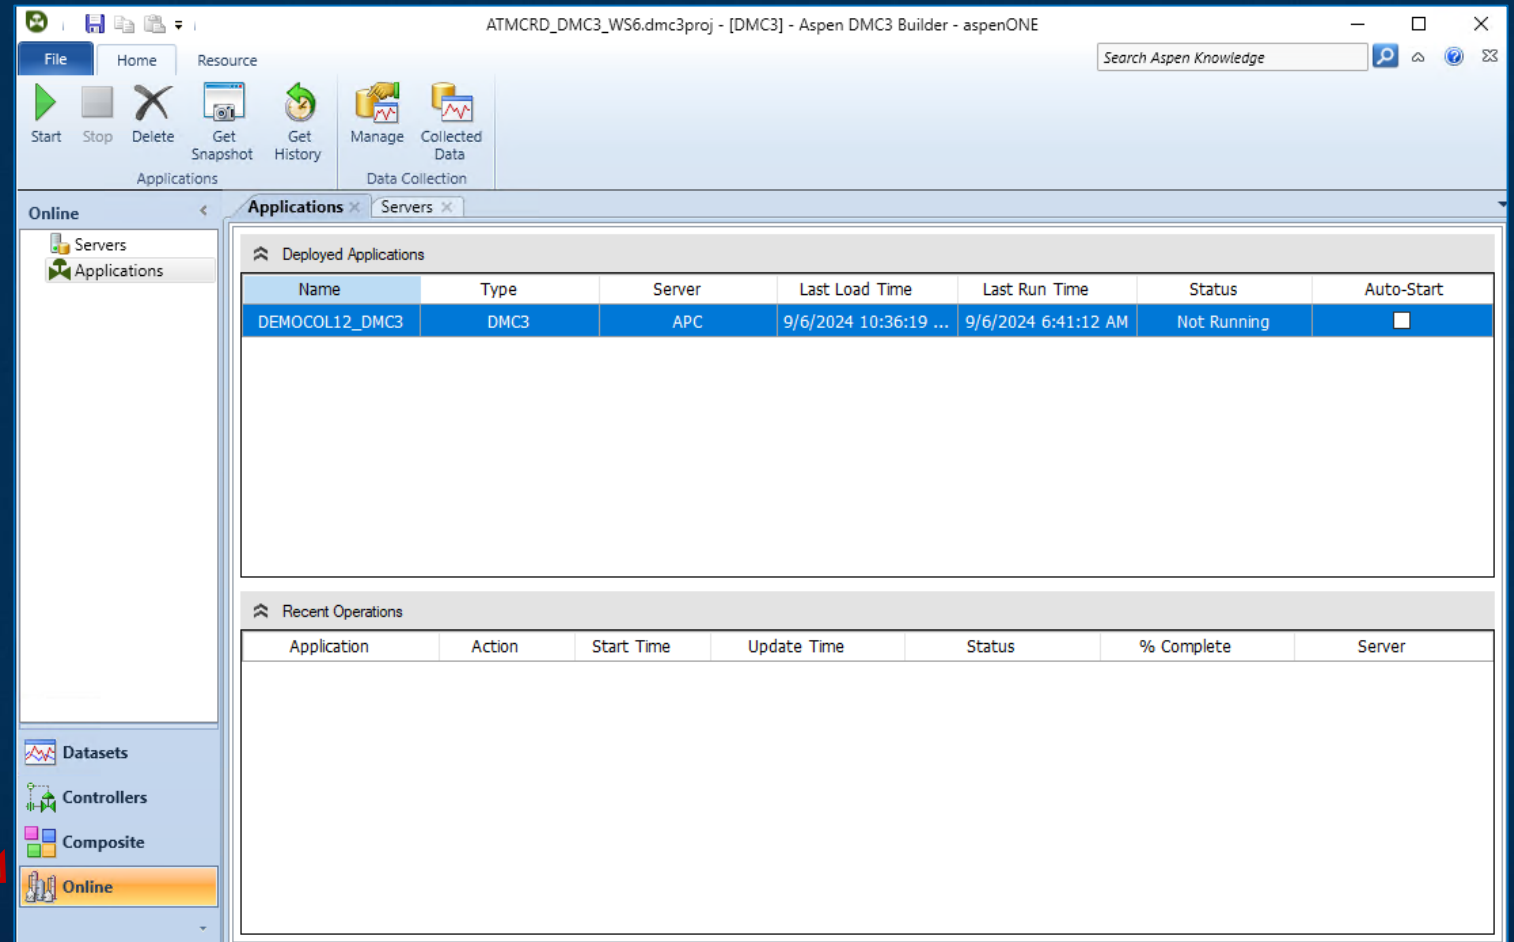 ATMCRD_DMC3_WS6.dmc3proj - [DMC3] - Aspen DMC3 Builder - aspenONE
File Home Resource Search Aspen Knowledge
Start Stop Delete Get Snapshot Get History Manage Collected Data
Applications Data Collection
Online Applications Servers
Servers
Applications
Deployed Applications
Name Type Server Last Load Time Last Run Time Status Auto-Start
DEMOCOL12_DMC3 DMC3 APC 9/6/2024 10:36:19 ... 9/6/2024 6:41:12 AM Not Running
Recent Operations
Application Action Start Time Update Time Status % Complete Server
Datasets
Controllers
Composite
Online